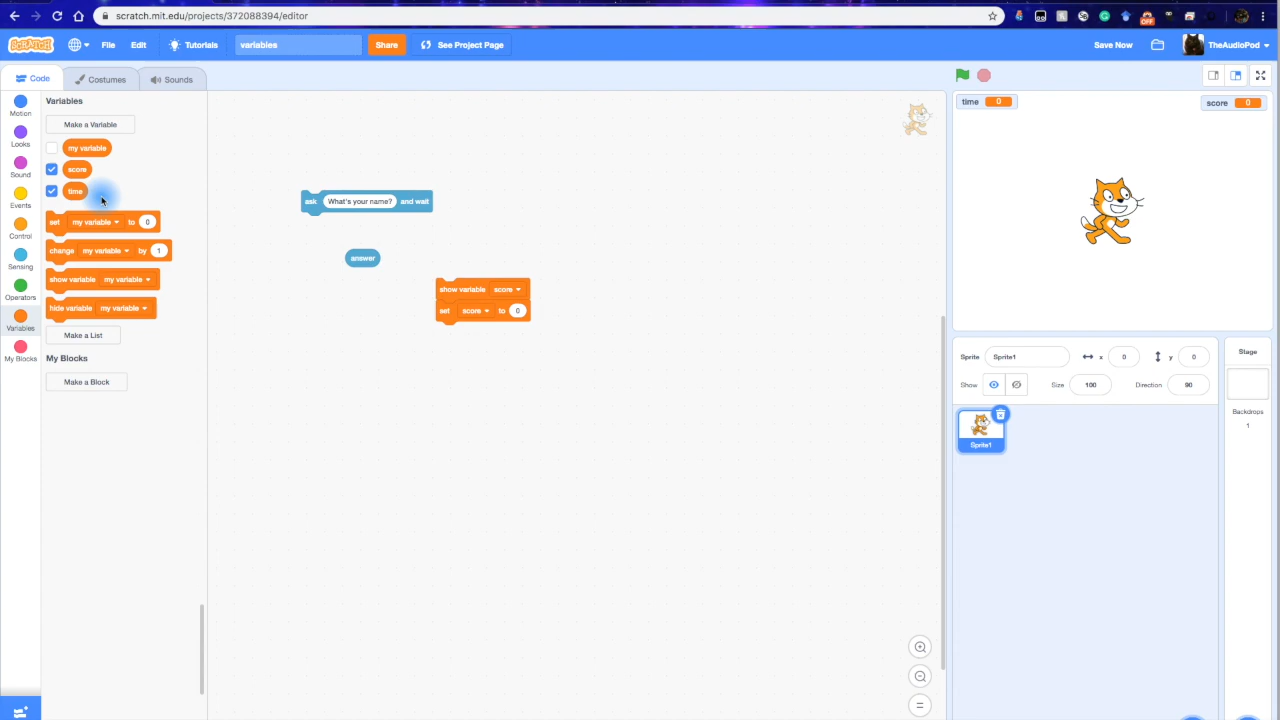 scratch.mit.edu/projects/372088394/editor
OFF
SCRATCH File Edit Tutorials variables Share See Project Page Save Now TheAudioPod
Code Costumes Sounds
Motion
Looks
Sound
Events
Control
Sensing
Operators
Variables
My Blocks
Variables
Make a Variable
my variable
score
time
set my variable to 0
change my variable by 1
show variable my variable
hide variable my variable
Make a List
My Blocks
Make a Block
ask What's your name? and wait
answer
show variable score
set score to 0
time 0
score 0
Sprite Sprite1 x 0 y 0
Show Size 100 Direction 90
Sprite1
Stage
Backdrops
1